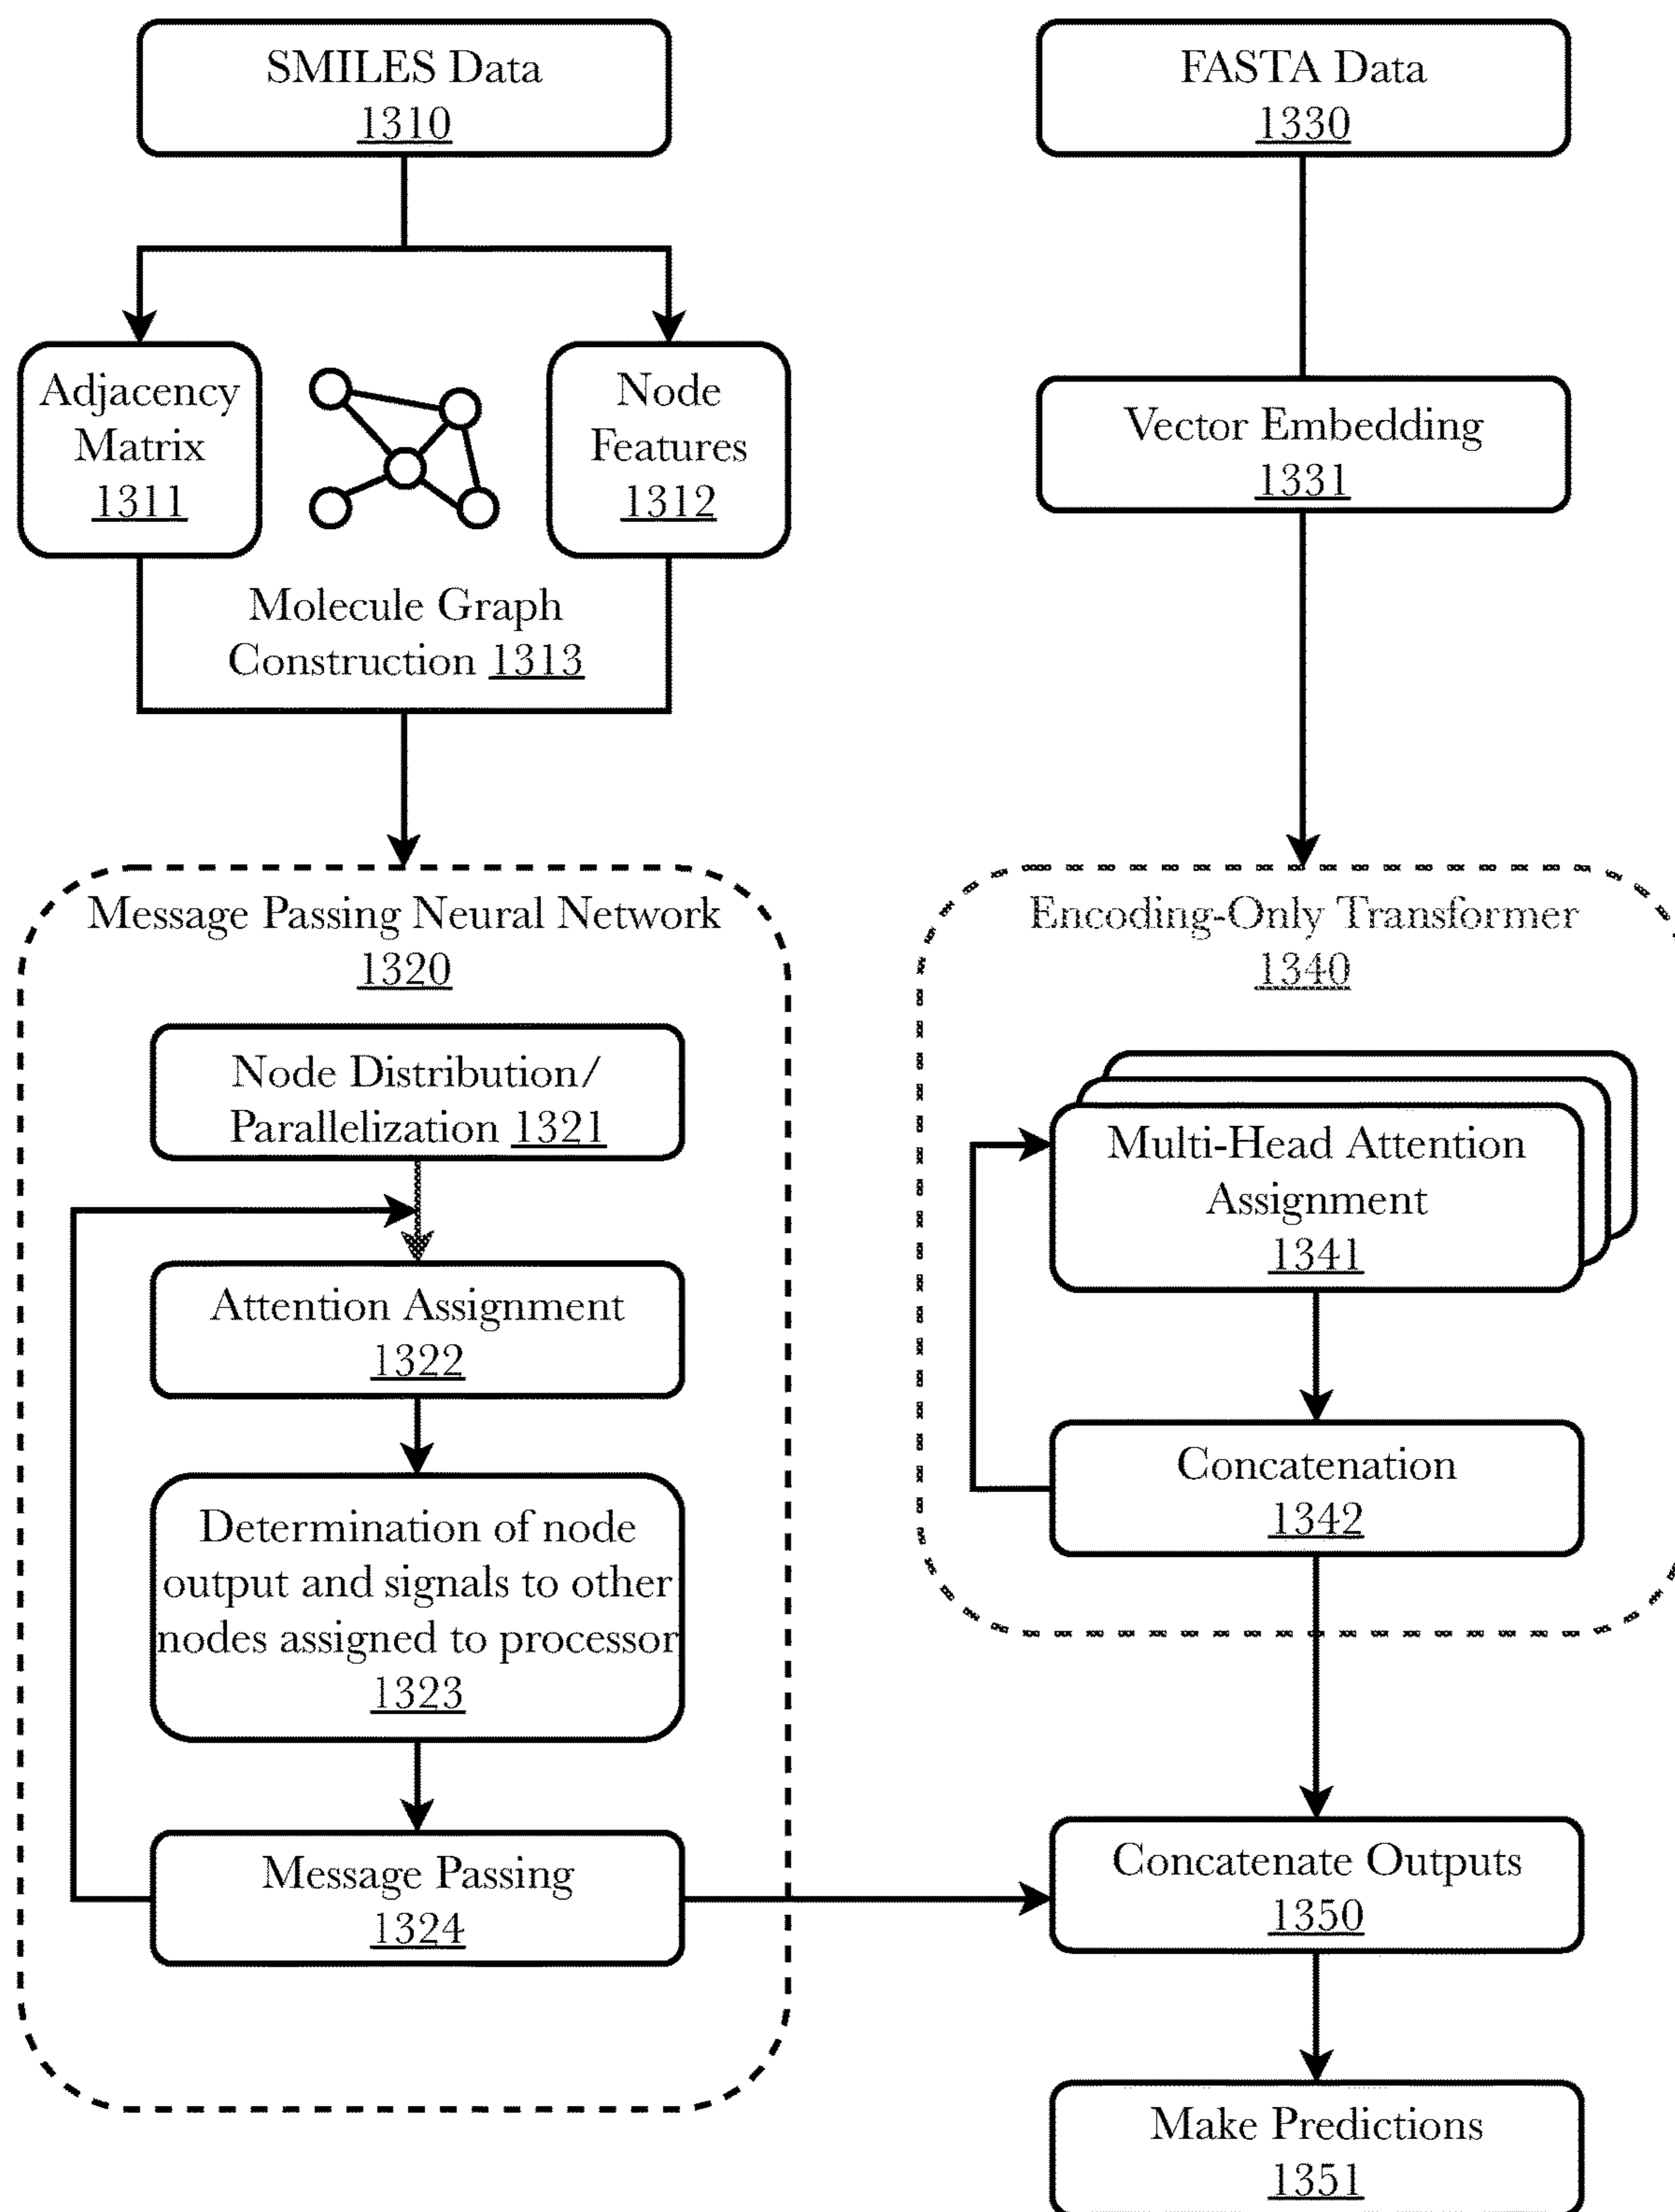 SMILES Data
1310
Adjacency
Matrix
1311
Node
Features
1312
Molecule Graph
Construction 1313
Message Passing Neural Network
1320
Node Distribution/
Parallelization 1321
Attention Assignment
1322
Determination of node
output and signals to other
nodes assigned to processor
1323
Message Passing
1324
FASTA Data
1330
Vector Embedding
1331
Encoding-Only Transformer
1340
Multi-Head Attention
Assignment
1341
Concatenation
1342
Concatenate Outputs
1350
Make Predictions
1351